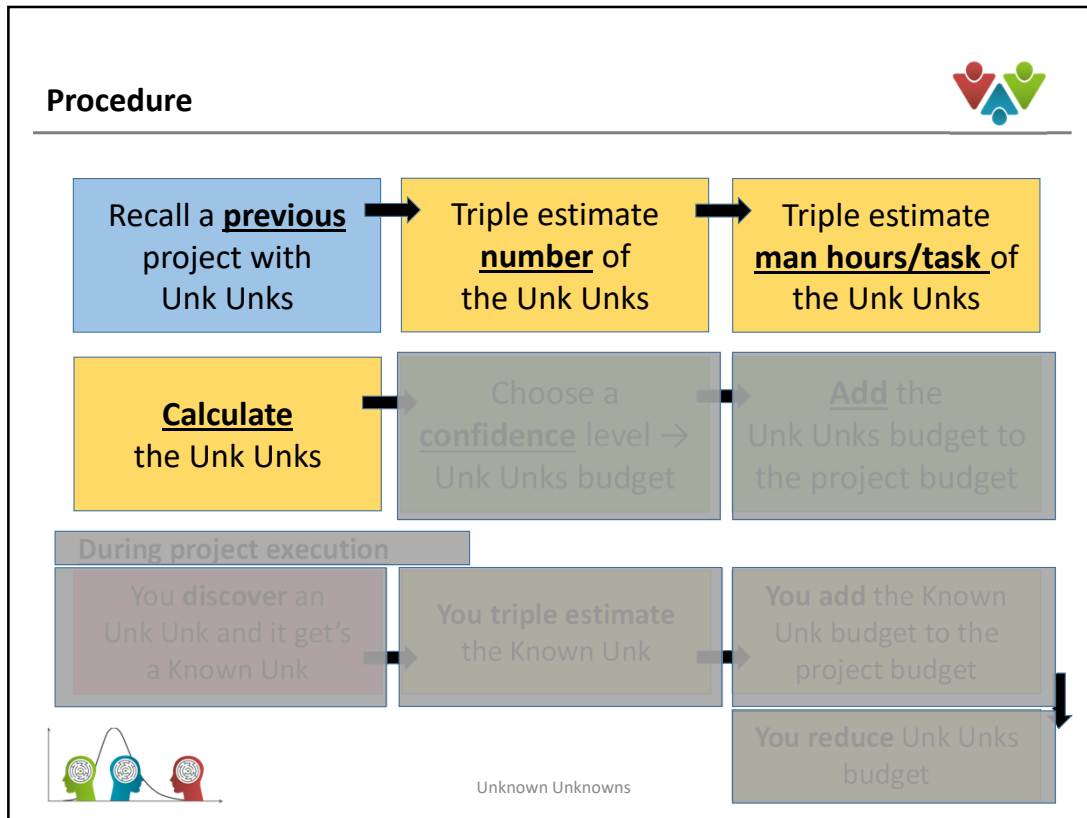 Procedure
Recall a previous
project with
Unk Unks
Triple estimate
number of
the Unk Unks
Triple estimate
man hours/task of
the Unk Unks
Calculate
the Unk Unks
Choose a
confidence level →
Unk Unks budget
Add the
Unk Unks budget to
the project budget
During project execution
You discover an
Unk Unk and it get's
a Known Unk
You triple estimate
the Known Unk
You add the Known
Unk budget to the
project budget
You reduce Unk Unks
budget
Unknown Unknowns